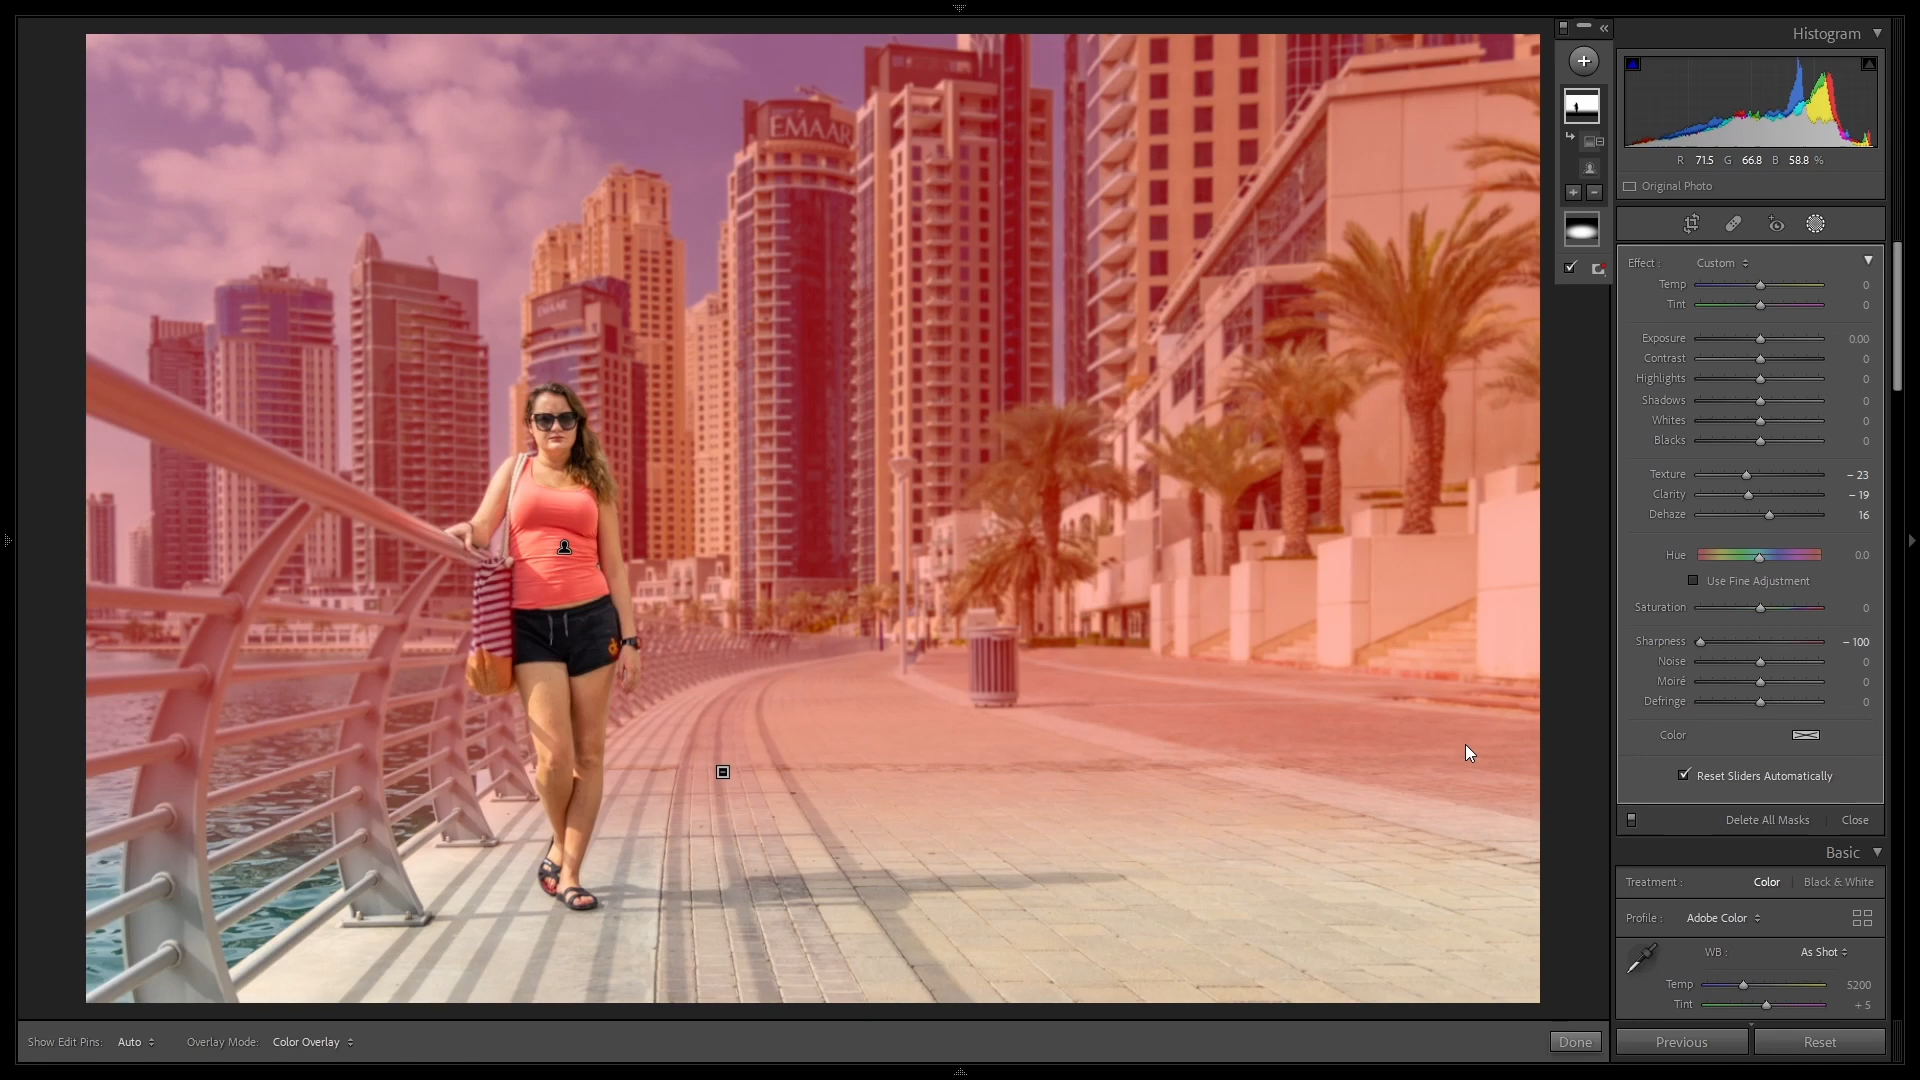 Histogram
R 71.5 G 66.8 B 58.8 %
Original Photo
Effect : Custom
Temp 0
Tint 0
Exposure 0.00
Contrast 0
Highlights 0
Shadows 0
Whites 0
Blacks 0
Texture – 23
Clarity – 19
Dehaze 16
Hue 0.0
Use Fine Adjustment
Saturation 0
Sharpness – 100
Noise 0
Moiré 0
Defringe 0
Color
Reset Sliders Automatically
Delete All Masks Close
Basic
Treatment : Color Black & White
Profile : Adobe Color
WB : As Shot
Temp 5200
Tint + 5
Previous Reset
EMAAR
EMAAR
Show Edit Pins: Auto Overlay Mode: Color Overlay Done